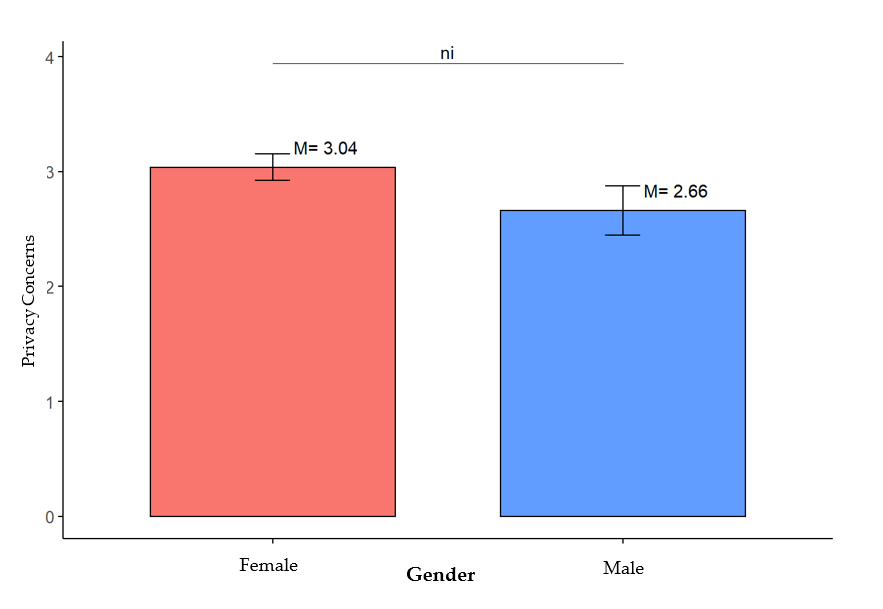 ni
4
M= 3.04
3
M= 2.66
2
1
0
Privacy Concerns
Female
Male
Gender